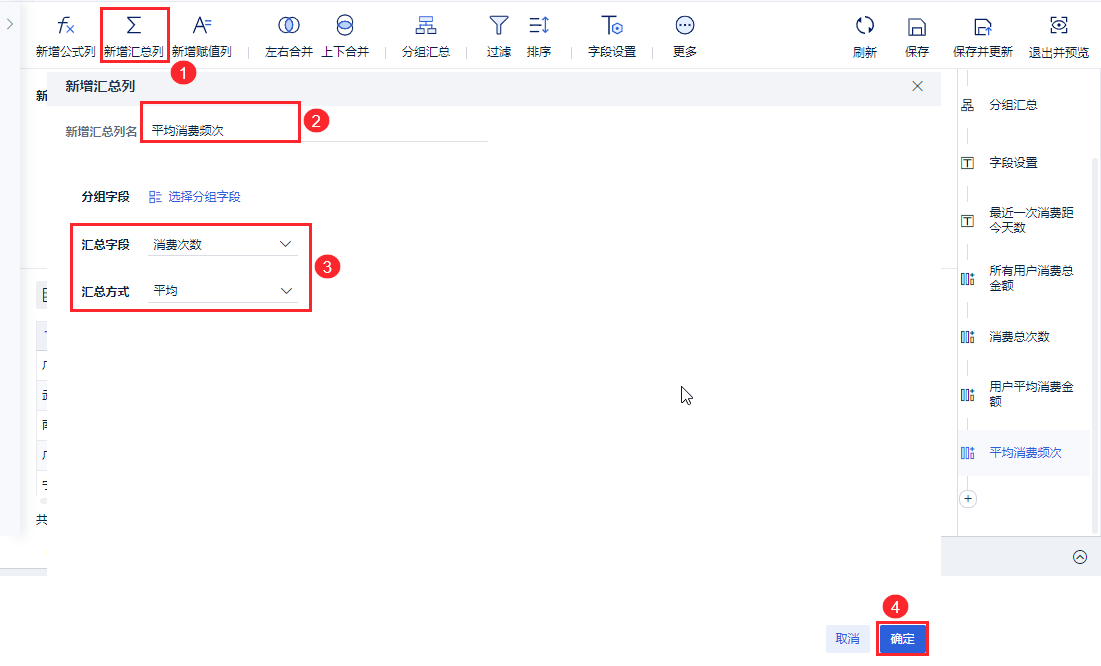 新增公式列 新增汇总列 新增赋值列 左右合并 上下合并 分组汇总 过滤 排序 字段设置 更多 刷新 保存 保存并更新 退出并预览
1
新增汇总列
新
新增汇总列名 平均消费频次 2
分组字段 选择分组字段
汇总字段 消费次数
3
汇总方式 平均
共
4
取消 确定
分组汇总
字段设置
最近一次消费距
今天数
所有用户消费总
金额
消费总次数
用户平均消费金
额
平均消费频次